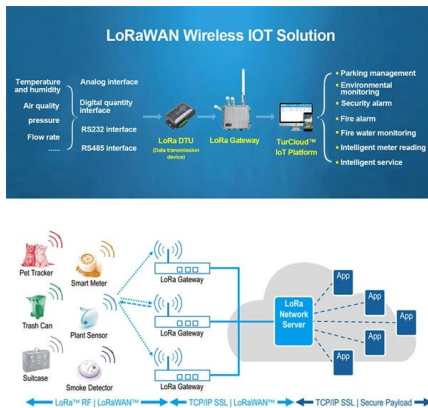 LoRaWAN Wireless IOT Solution
Temperature
and humidity
Air quality
pressure
Flow rate
......
Analog interface
Digital quantity
interface
RS232 interface
RS485 interface
LoRa DTU
(Data transmission
device)
LoRa Gateway
TurCloud™
IoT Platform
• Parking management
• Environmental
monitoring
• Security alarm
• Fire alarm
• Fire water monitoring
• Intelligent meter reading
• Intelligent service
Pet Tracker
Smart Meter
Trash Can
Plant Sensor
Suitcase
Smoke Detector
LoRa Gateway
LoRa Gateway
LoRa Gateway
LoRa
Network
Server
App
App
App
App
App
LoRa™ RF | LoRaWAN™
TCP/IP SSL | LoRaWAN™
TCP/IP SSL | Secure Payload